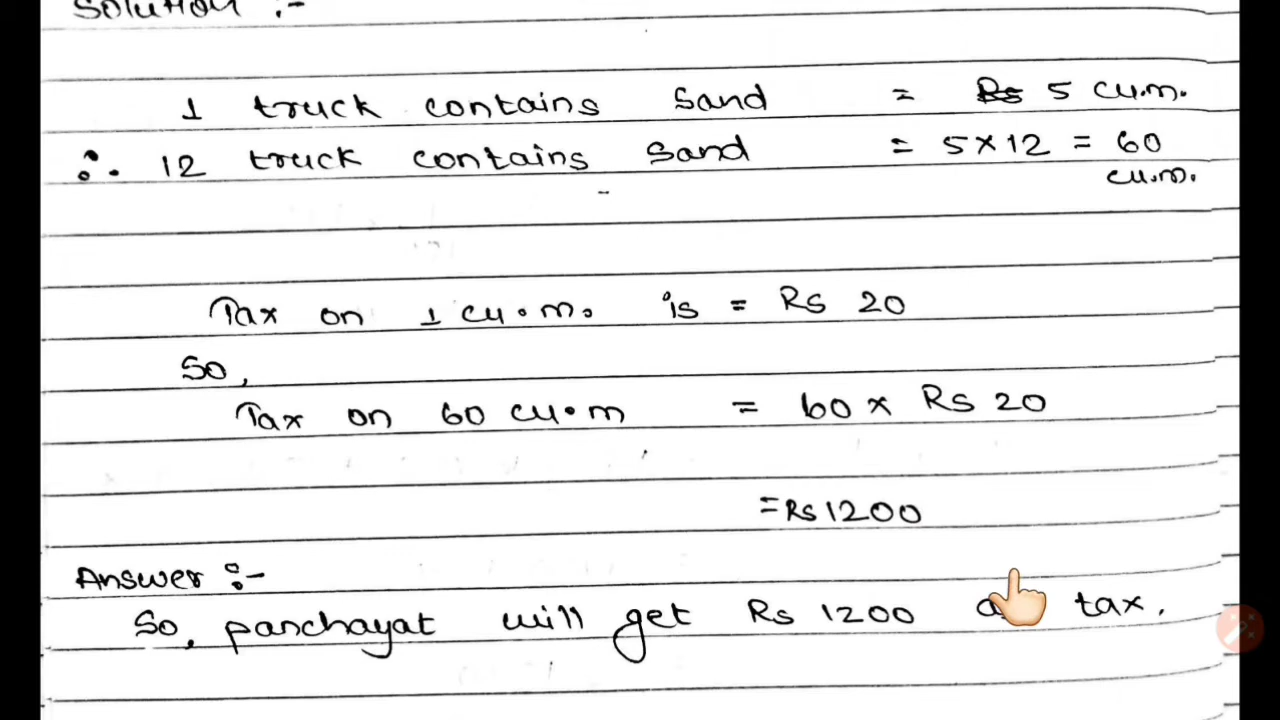 Solution :-
1 truck contains sand = Rs 5 cu.m.
∴ 12 truck contains sand = 5×12 = 60
cu.m.
Tax on 1 cu.m. is = Rs 20
So,
Tax on 60 cu.m = 60 × Rs 20
= Rs 1200
Answer :-
So, panchayat will get Rs 1200 tax.